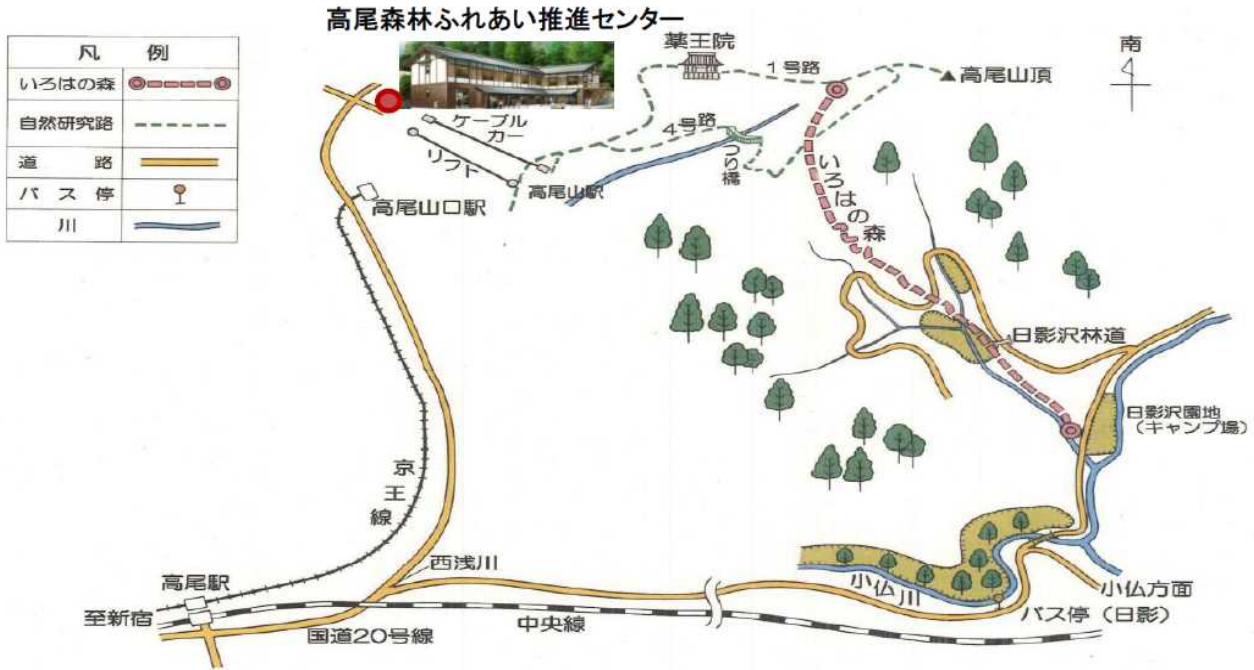 高尾森林ふれあい推進センター
凡 例
いろはの森
自然研究路
道 路
バ ス 停
川
薬王院
1号路
高尾山頂
南
ケーブル
カー
リフト
4号路
つり橋
高尾山駅
高尾山口駅
いろはの森
日影沢林道
日影沢園地
(キャンプ場)
京王線
西浅川
高尾駅
至新宿
国道20号線
中央線
小仏川
バス停(日影)
小仏方面